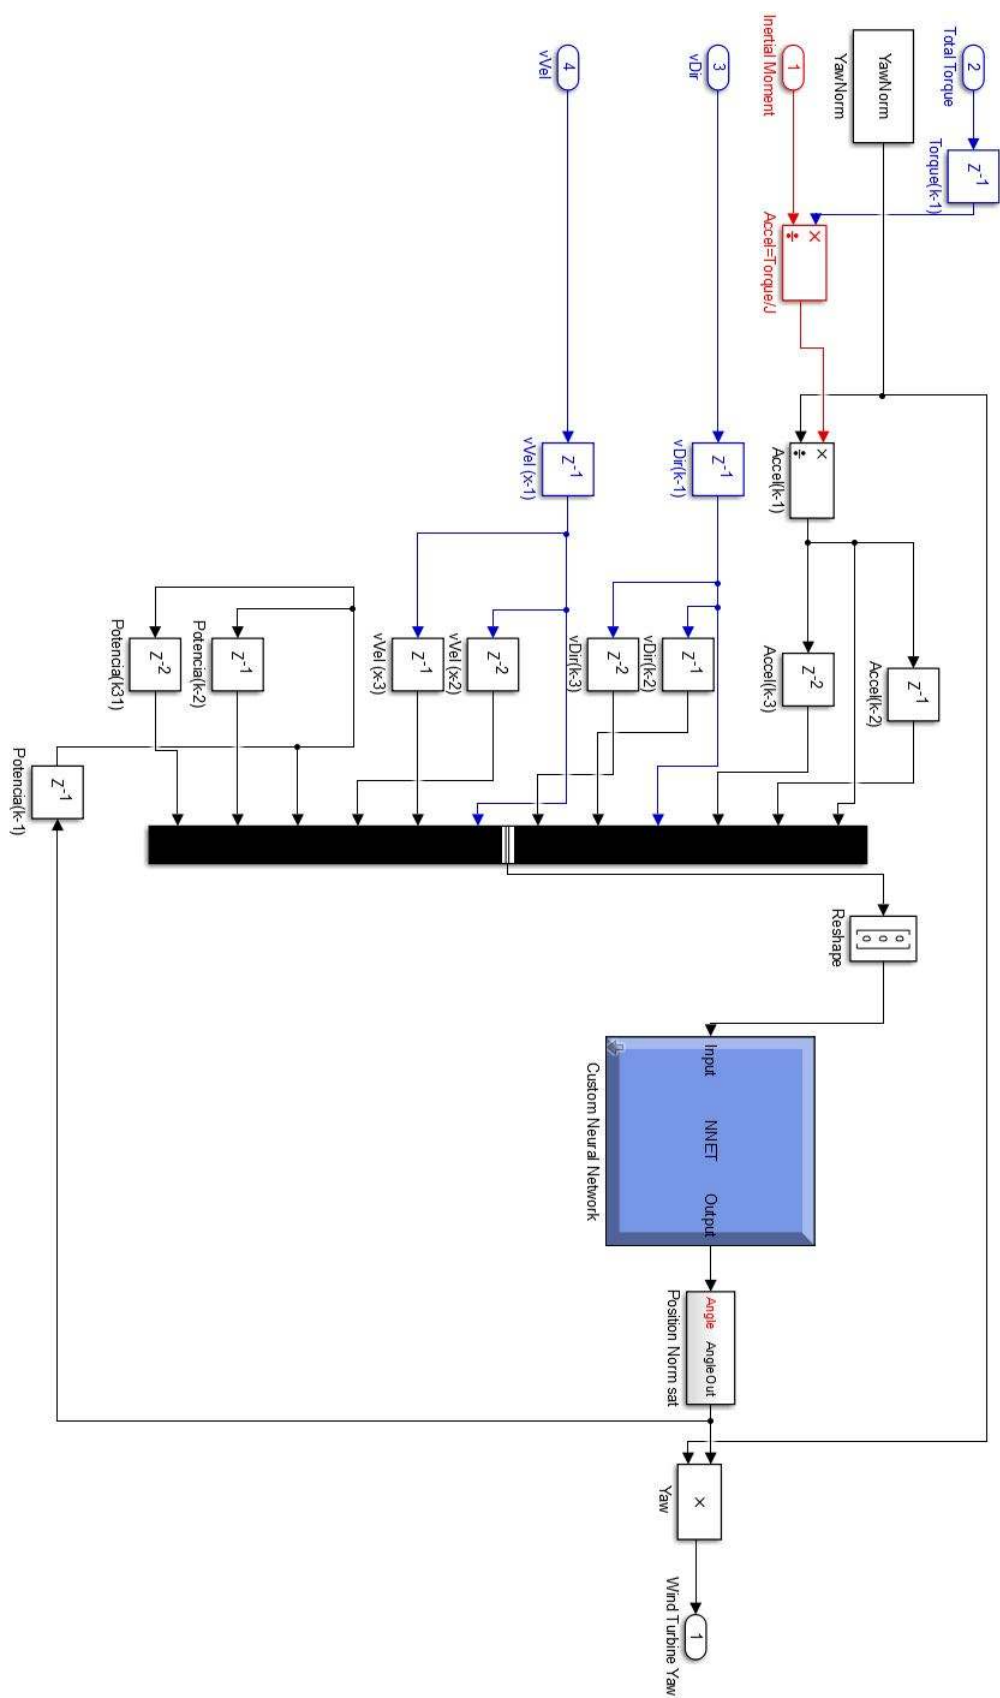 2
Total Torque
Z-1
Torque(k-1)
YawNorm
YawNorm
1
Inertial Moment
×
÷
Accel=Torque/J
×
÷
Accel(k-1)
Z-1
Accel(k-2)
Z-2
Accel(k-3)
3
vDir
Z-1
vDir(k-1)
Z-1
vDir(k-2)
Z-2
vDir(k-3)
4
vVel
Z-1
vVel (x-1)
Z-2
vVel (x-2)
Z-1
vVel (x-3)
Z-1
Potencia(k-2)
Z-2
Potencia(k31)
Z-1
Potencia(k-1)
Reshape
Input
NNET
Output
Custom Neural Network
Angle AngleOut
Position Norm sat
×
Yaw
1
Wind Turbine Yaw